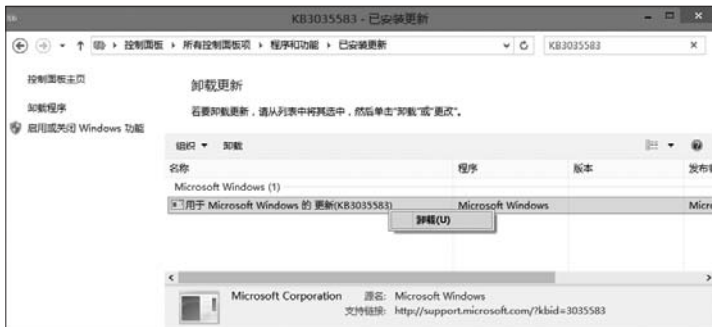 KB3035583 - 已安装更新
控制面板 ▸ 所有控制面板项 ▸ 程序和功能 ▸ 已安装更新
KB3035583
控制面板主页
卸载程序
启用或关闭 Windows 功能
卸载更新
若要卸载更新，请从列表中将其选中，然后单击"卸载"或"更改"。
组织 卸载
名称 程序 版本 发布
Microsoft Windows (1)
用于 Microsoft Windows 的 更新(KB3035583) Microsoft Windows Micr
卸载(U)
Microsoft Corporation 源名: Microsoft Windows
支持链接: http://support.microsoft.com/?kbid=3035583